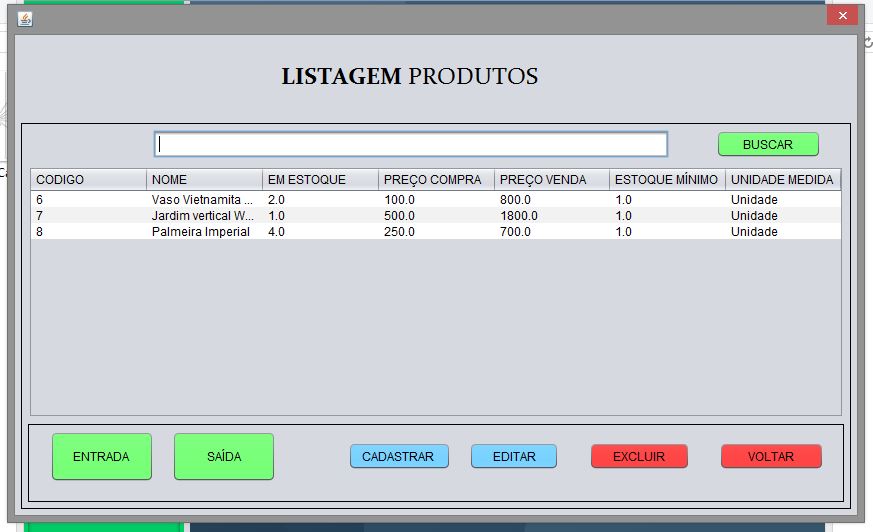 LISTAGEM PRODUTOS
BUSCAR
CODIGO NOME EM ESTOQUE PREÇO COMPRA PREÇO VENDA ESTOQUE MÍNIMO UNIDADE MEDIDA
6 Vaso Vietnamita ... 2.0 100.0 800.0 1.0 Unidade
7 Jardim vertical W... 1.0 500.0 1800.0 1.0 Unidade
8 Palmeira Imperial 4.0 250.0 700.0 1.0 Unidade
ENTRADA SAÍDA CADASTRAR EDITAR EXCLUIR VOLTAR